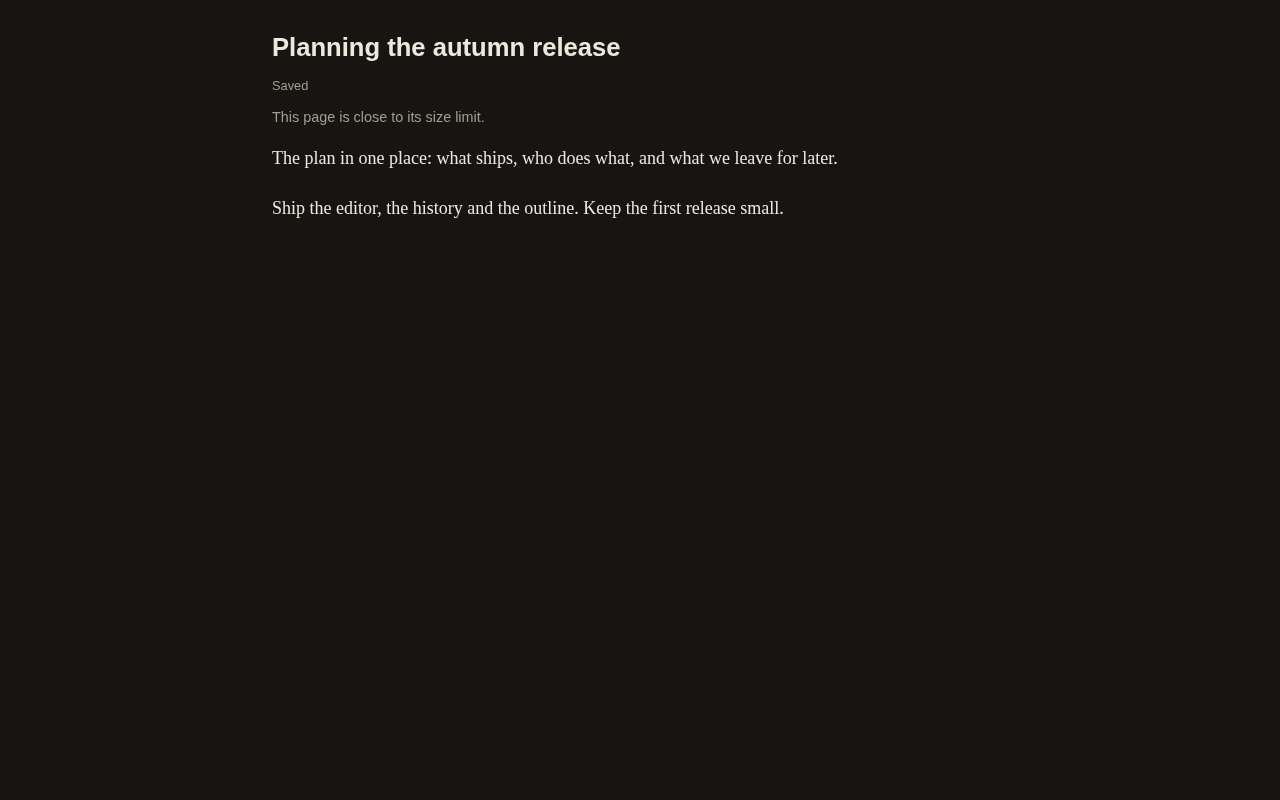 Planning the autumn release
Saved
This page is close to its size limit.
The plan in one place: what ships, who does what, and what we leave for later.
Ship the editor, the history and the outline. Keep the first release small.